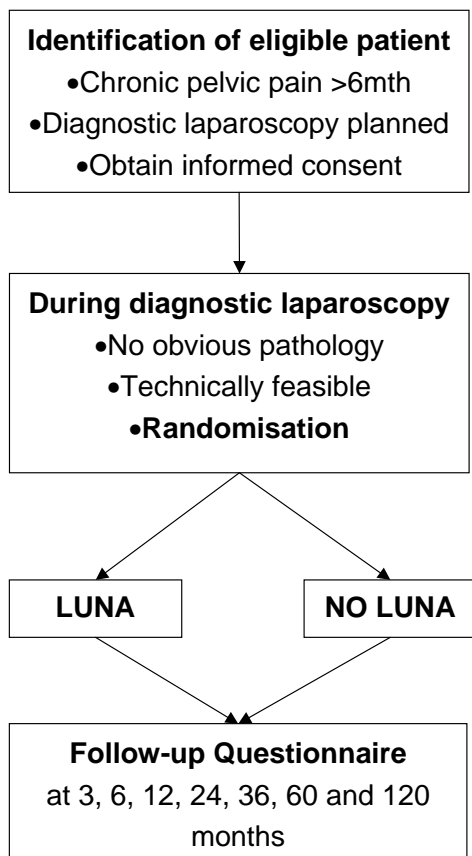 Identification of eligible patient
•Chronic pelvic pain >6mth
•Diagnostic laparoscopy planned
•Obtain informed consent
During diagnostic laparoscopy
•No obvious pathology
•Technically feasible
•Randomisation
LUNA
NO LUNA
Follow-up Questionnaire
at 3, 6, 12, 24, 36, 60 and 120
months